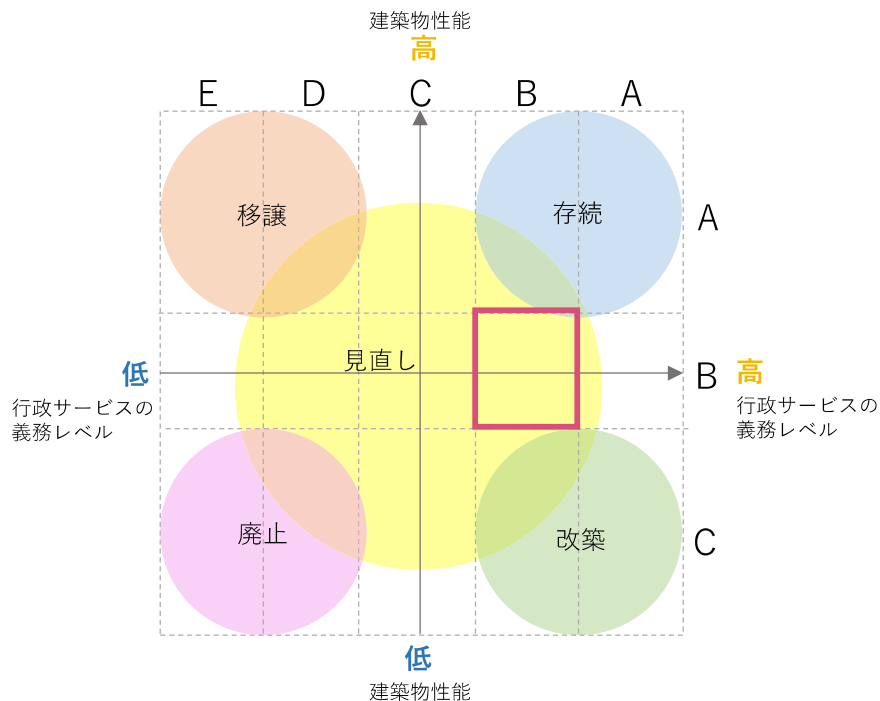 建築物性能
高
E D C B A
移譲
存続
A
見直し
低
B
高
行政サービスの
義務レベル
行政サービスの
義務レベル
廃止
改築
C
低
建築物性能